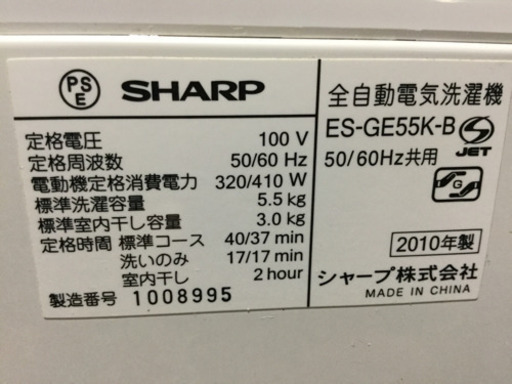 PS E
SHARP
定格電圧 100 V
定格周波数 50/60 Hz
電動機定格消費電力 320/410 W
標準洗濯容量 5.5 kg
標準室内干し容量 3.0 kg
定格時間 標準コース 40/37 min
洗いのみ 17/17 min
室内干し 2 hour
製造番号 1008995
全自動電気洗濯機
ES-GE55K-B
JET
50/60Hz共用
G
2010年製
シャープ株式会社
MADE IN CHINA